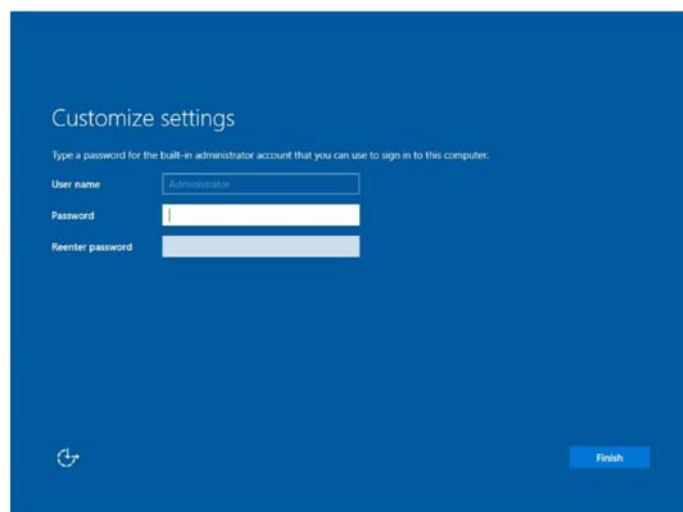 Customize settings
Type a password for the built-in administrator account that you can use to sign in to this computer.
User name Administrator
Password
Reenter password
Finish